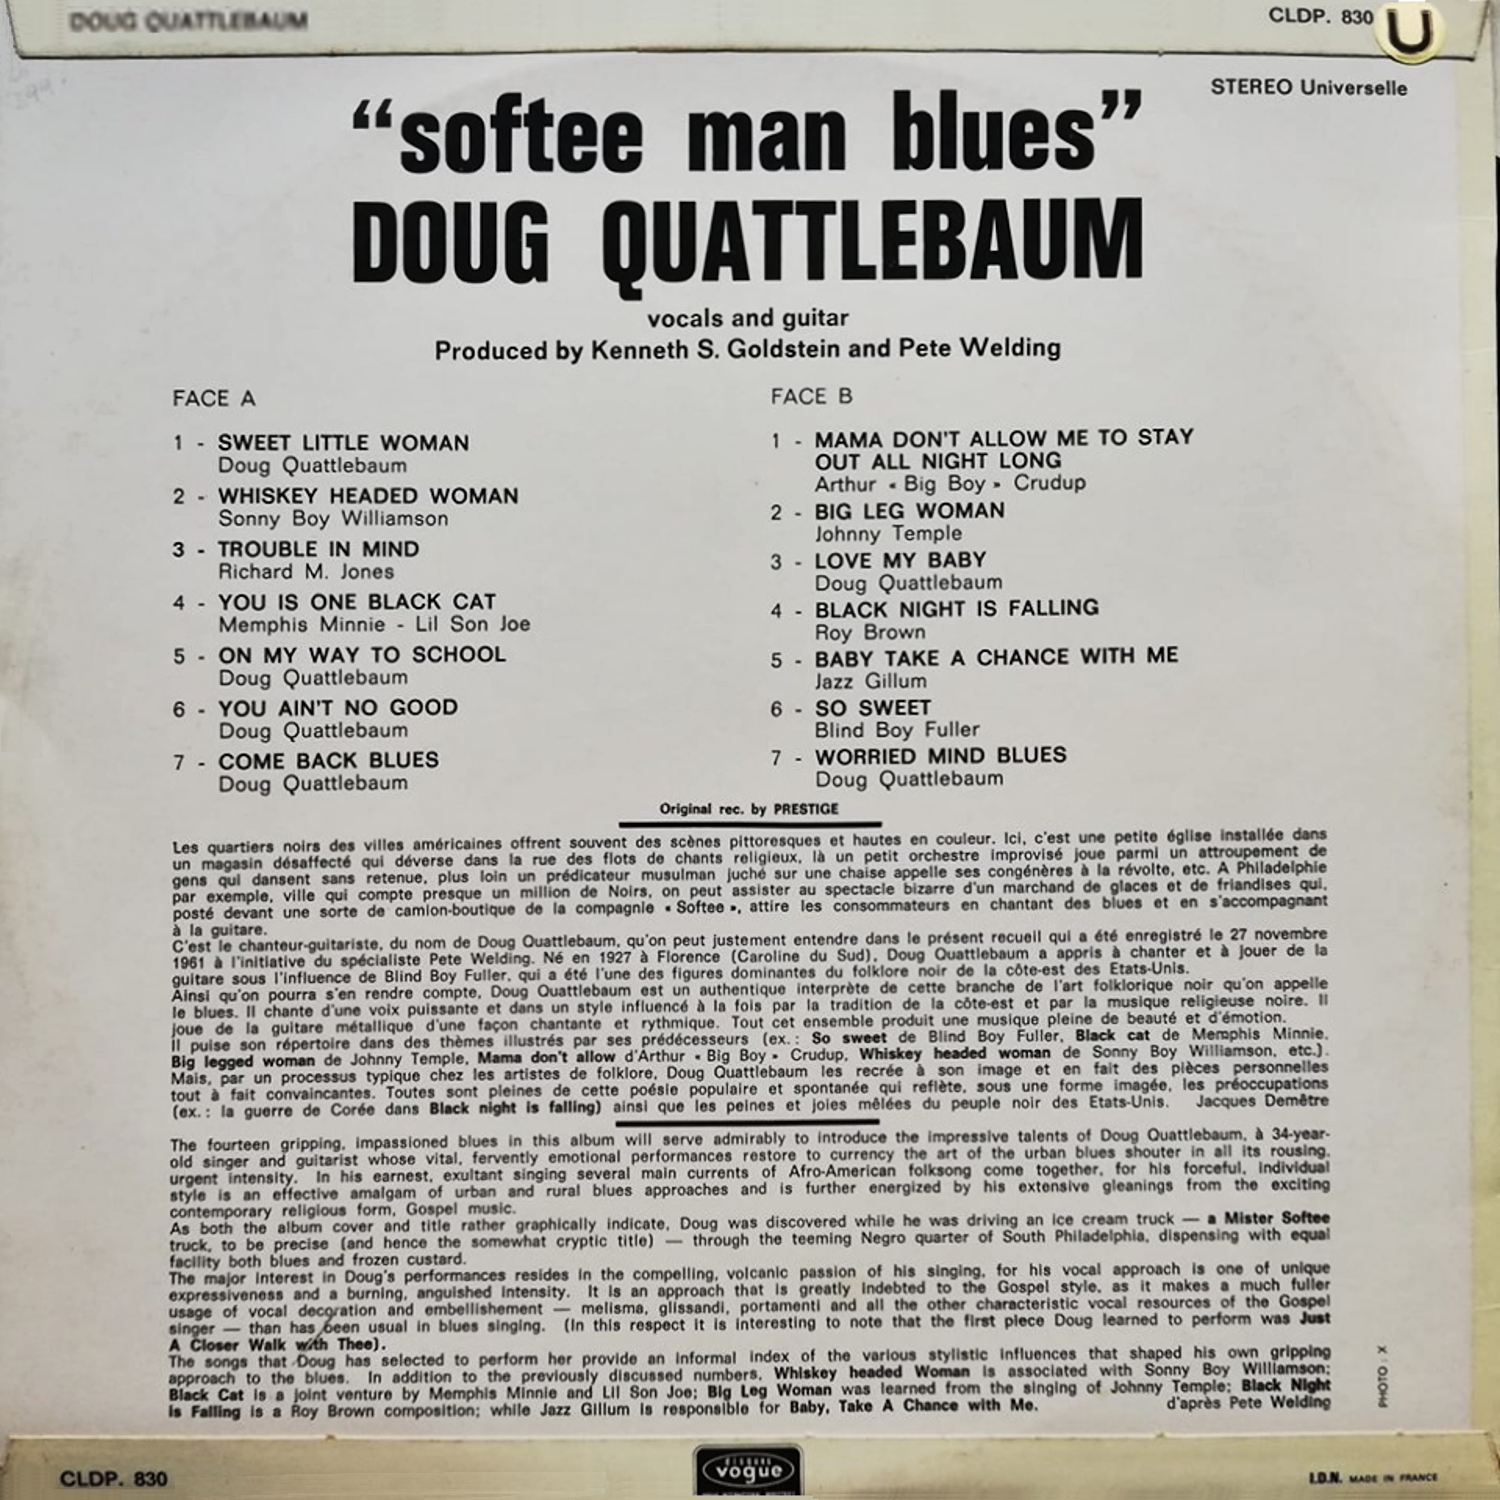 DOUG QUATTLEBAUM
CLDP. 830
U
STEREO Universelle
“softee man blues”
DOUG QUATTLEBAUM
vocals and guitar
Produced by Kenneth S. Goldstein and Pete Welding
FACE A
1 - SWEET LITTLE WOMAN
Doug Quattlebaum
2 - WHISKEY HEADED WOMAN
Sonny Boy Williamson
3 - TROUBLE IN MIND
Richard M. Jones
4 - YOU IS ONE BLACK CAT
Memphis Minnie - Lil Son Joe
5 - ON MY WAY TO SCHOOL
Doug Quattlebaum
6 - YOU AIN'T NO GOOD
Doug Quattlebaum
7 - COME BACK BLUES
Doug Quattlebaum
FACE B
1 - MAMA DON'T ALLOW ME TO STAY
OUT ALL NIGHT LONG
Arthur « Big Boy » Crudup
2 - BIG LEG WOMAN
Johnny Temple
3 - LOVE MY BABY
Doug Quattlebaum
4 - BLACK NIGHT IS FALLING
Roy Brown
5 - BABY TAKE A CHANCE WITH ME
Jazz Gillum
6 - SO SWEET
Blind Boy Fuller
7 - WORRIED MIND BLUES
Doug Quattlebaum
Original rec. by PRESTIGE
Les quartiers noirs des villes américaines offrent souvent des scènes pittoresques et hautes en couleur. Ici, c'est une petite église installée dans
un magasin désaffecté qui déverse dans la rue des flots de chants religieux, là un petit orchestre improvisé joue parmi un attroupement de
gens qui dansent sans retenue, plus loin un prédicateur musulman juché sur une chaise appelle ses congénères à la révolte, etc. A Philadelphie
par exemple, ville qui compte presque un million de Noirs, on peut assister au spectacle bizarre d'un marchand de glaces et de friandises qui,
posté devant une sorte de camion-boutique de la compagnie « Softee », attire les consommateurs en chantant des blues et en s'accompagnant
à la guitare.
C'est le chanteur-guitariste, du nom de Doug Quattlebaum, qu'on peut justement entendre dans le présent recueil qui a été enregistré le 27 novembre
1961 à l'initiative du spécialiste Pete Welding. Né en 1927 à Florence (Caroline du Sud), Doug Quattlebaum a appris à chanter et à jouer de la
guitare sous l'influence de Blind Boy Fuller, qui a été l'une des figures dominantes du folklore noir de la côte-est des Etats-Unis.
Ainsi qu'on pourra s'en rendre compte, Doug Quattlebaum est un authentique interprète de cette branche de l'art folklorique noir qu'on appelle
le blues. Il chante d'une voix puissante et dans un style influencé à la fois par la tradition de la côte-est et par la musique religieuse noire. Il
joue de la guitare métallique d'une façon chantante et rythmique. Tout cet ensemble produit une musique pleine de beauté et d'émotion.
Il puise son répertoire dans des thèmes illustrés par ses prédécesseurs (ex. : So sweet de Blind Boy Fuller, Black cat de Memphis Minnie,
Big legged woman de Johnny Temple, Mama don't allow d'Arthur « Big Boy » Crudup, Whiskey headed woman de Sonny Boy Williamson, etc.).
Mais, par un processus typique chez les artistes de folklore, Doug Quattlebaum les recrée à son image et en fait des pièces personnelles
tout à fait convaincantes. Toutes sont pleines de cette poésie populaire et spontanée qui reflète, sous une forme imagée, les préoccupations
(ex. : la guerre de Corée dans Black night is falling) ainsi que les peines et joies mêlées du peuple noir des Etats-Unis. Jacques Demêtre
The fourteen gripping, impassioned blues in this album will serve admirably to introduce the impressive talents of Doug Quattlebaum, à 34-year-
old singer and guitarist whose vital, fervently emotional performances restore to currency the art of the urban blues shouter in all its rousing,
urgent intensity. In his earnest, exultant singing several main currents of Afro-American folksong come together, for his forceful, individual
style is an effective amalgam of urban and rural blues approaches and is further energized by his extensive gleanings from the exciting
contemporary religious form, Gospel music.
As both the album cover and title rather graphically indicate, Doug was discovered while he was driving an ice cream truck — a Mister Softee
truck, to be precise (and hence the somewhat cryptic title) — through the teeming Negro quarter of South Philadelphia, dispensing with equal
facility both blues and frozen custard.
The major interest in Doug's performances resides in the compelling, volcanic passion of his singing, for his vocal approach is one of unique
expressiveness and a burning, anguished intensity. It is an approach that is greatly indebted to the Gospel style, as it makes a much fuller
usage of vocal decoration and embellishement — melisma, glissandi, portamenti and all the other characteristic vocal resources of the Gospel
singer — than has been usual in blues singing. (In this respect it is interesting to note that the first piece Doug learned to perform was Just
A Closer Walk with Thee).
The songs that Doug has selected to perform her provide an informal index of the various stylistic influences that shaped his own gripping
approach to the blues. In addition to the previously discussed numbers, Whiskey headed Woman is associated with Sonny Boy Williamson;
Black Cat is a joint venture by Memphis Minnie and Lil Son Joe; Big Leg Woman was learned from the singing of Johnny Temple; Black Night
is Falling is a Roy Brown composition; while Jazz Gillum is responsible for Baby, Take A Chance with Me. d'après Pete Welding
PHOTO : X
CLDP. 830
DISQUES
vogue
I.D.N. MADE IN FRANCE